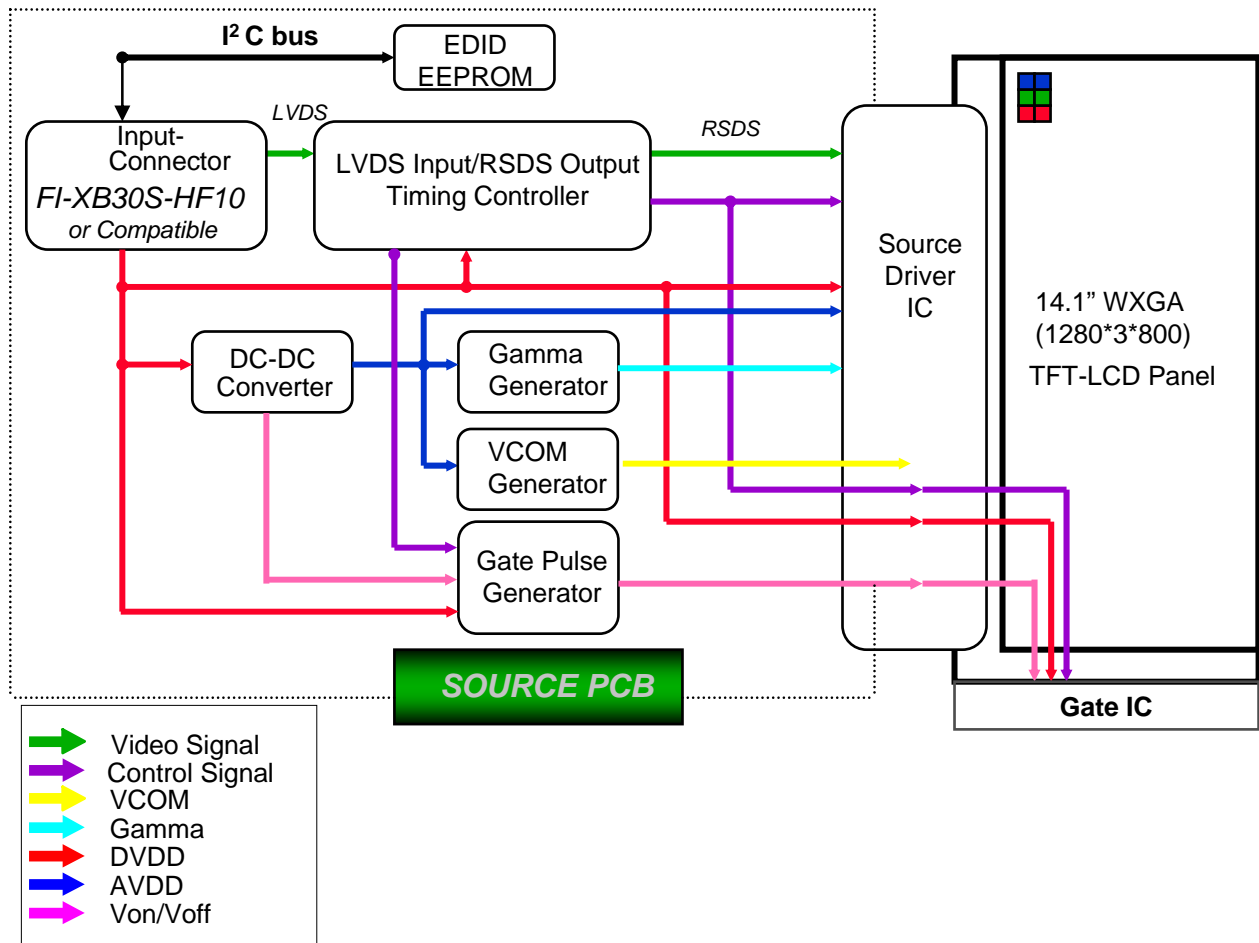 I² C bus
EDID
EEPROM
LVDS
RSDS
Input-
Connector
FI-XB30S-HF10
or Compatible
LVDS Input/RSDS Output
Timing Controller
Source
Driver
IC
14.1” WXGA
(1280*3*800)
TFT-LCD Panel
DC-DC
Converter
Gamma
Generator
VCOM
Generator
Gate Pulse
Generator
SOURCE PCB
Gate IC
Video Signal
Control Signal
VCOM
Gamma
DVDD
AVDD
Von/Voff